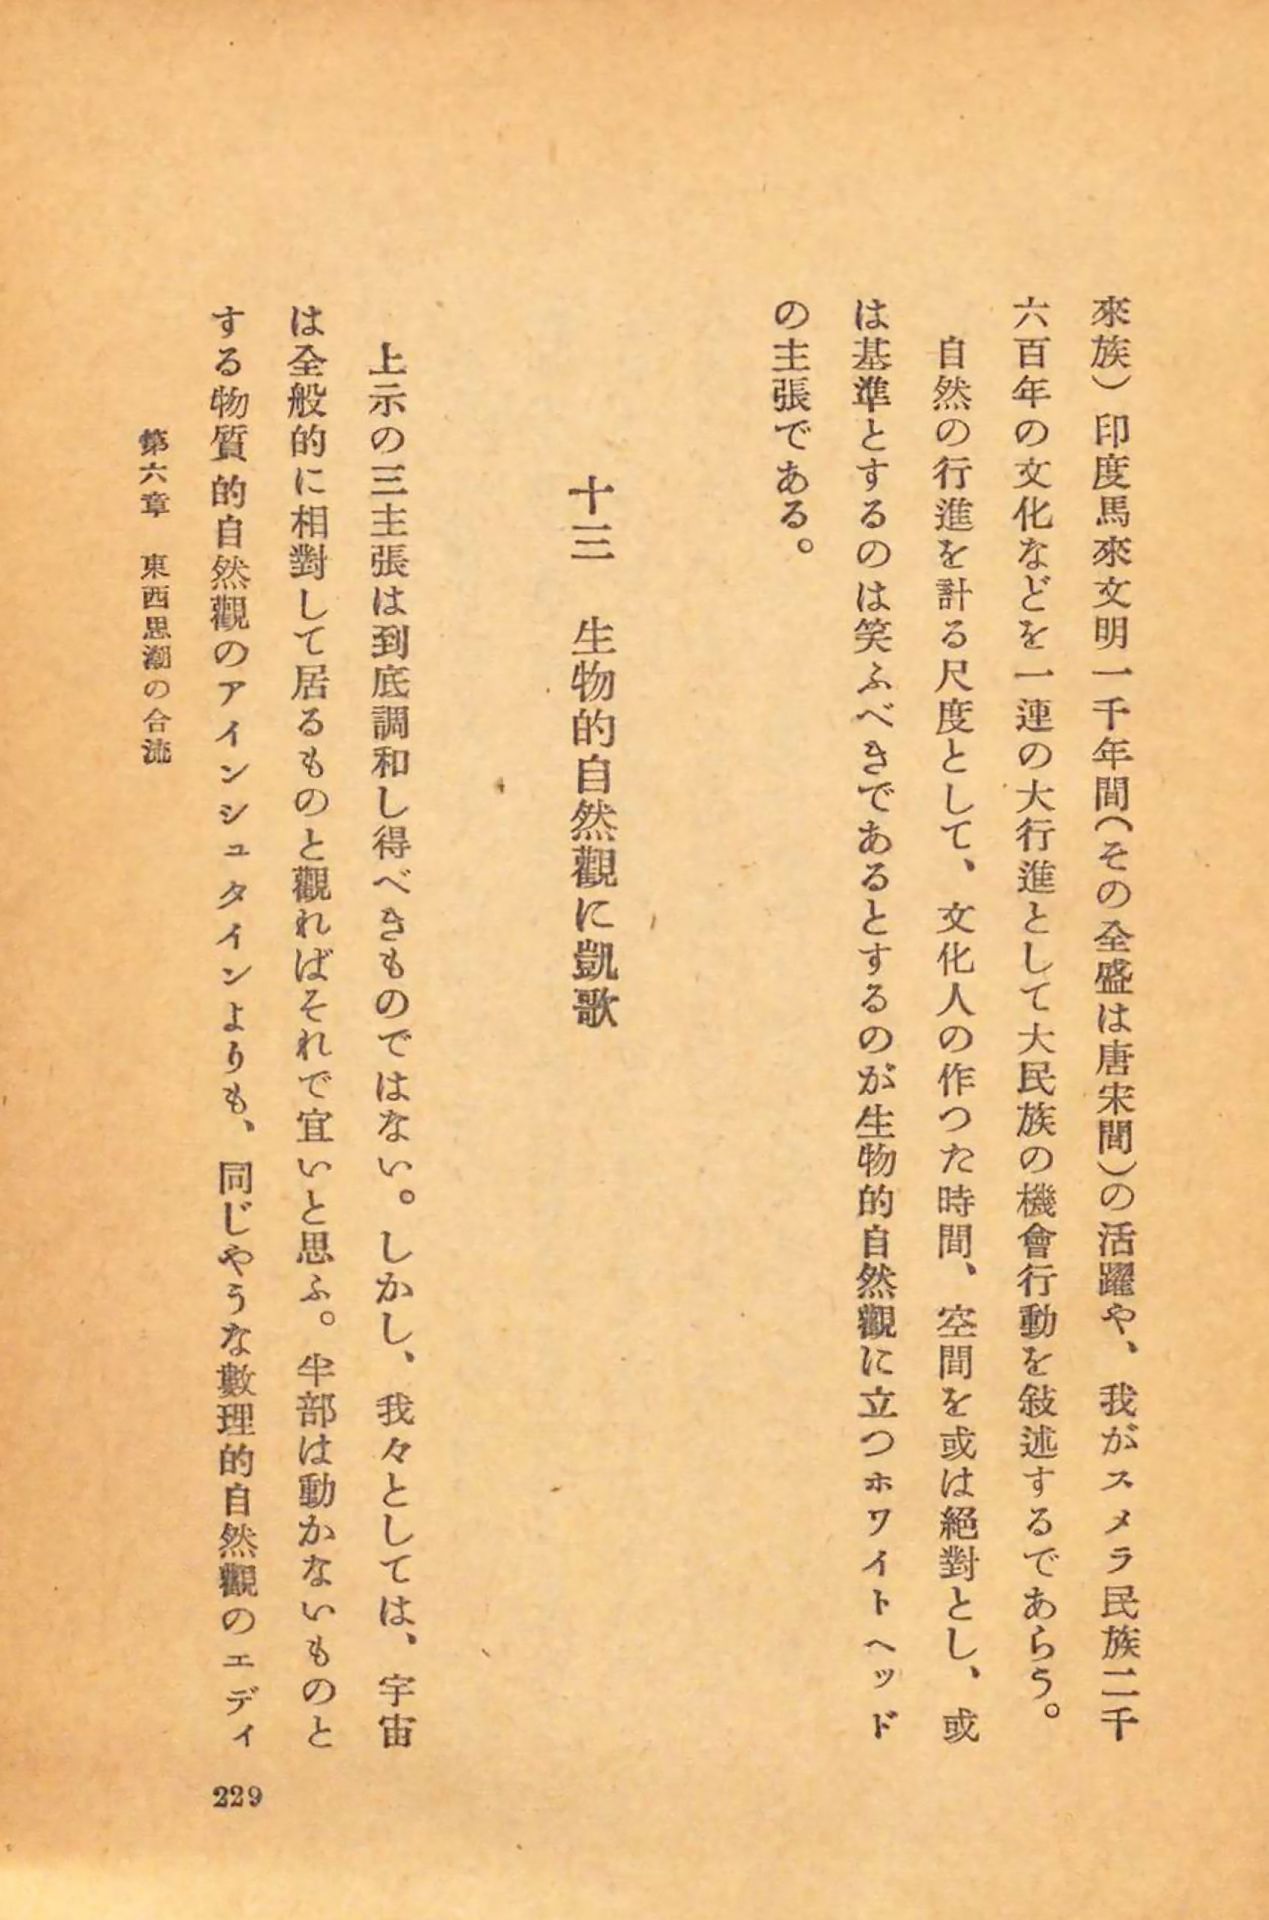 來族）印度馬來文明一千年間（その全盛は唐宋間）の活躍や、我がスメラ民族二千
六百年の文化などを一連の大行進として大民族の機會行動を敍述するであらう。
自然の行進を計る尺度として、文化人の作つた時間、空間を或は絕對とし、或
は基準とするのは笑ふべきであるとするのが生物的自然觀に立つホワイトヘッド
の主張である。
十三　生物的自然觀に凱歌
上示の三主張は到底調和し得べきものではない。しかし、我々としては、宇宙
は全般的に相對して居るものと觀ればそれで宜いと思ふ。半部は動かないものと
する物質的自然觀のアインシュタインよりも、同じやうな數理的自然觀のエディ
第六章　東西思潮の合流
229